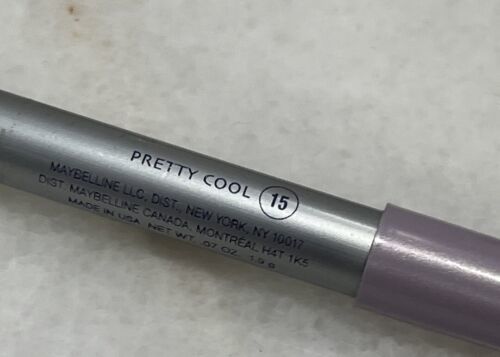 PRETTY COOL 15
MAYBELLINE LLC, DIST. NEW YORK, NY 10017
DIST. MAYBELLINE CANADA, MONTRÉAL H4T 1K5
MADE IN USA NET WT. .07 OZ. 1.9 g